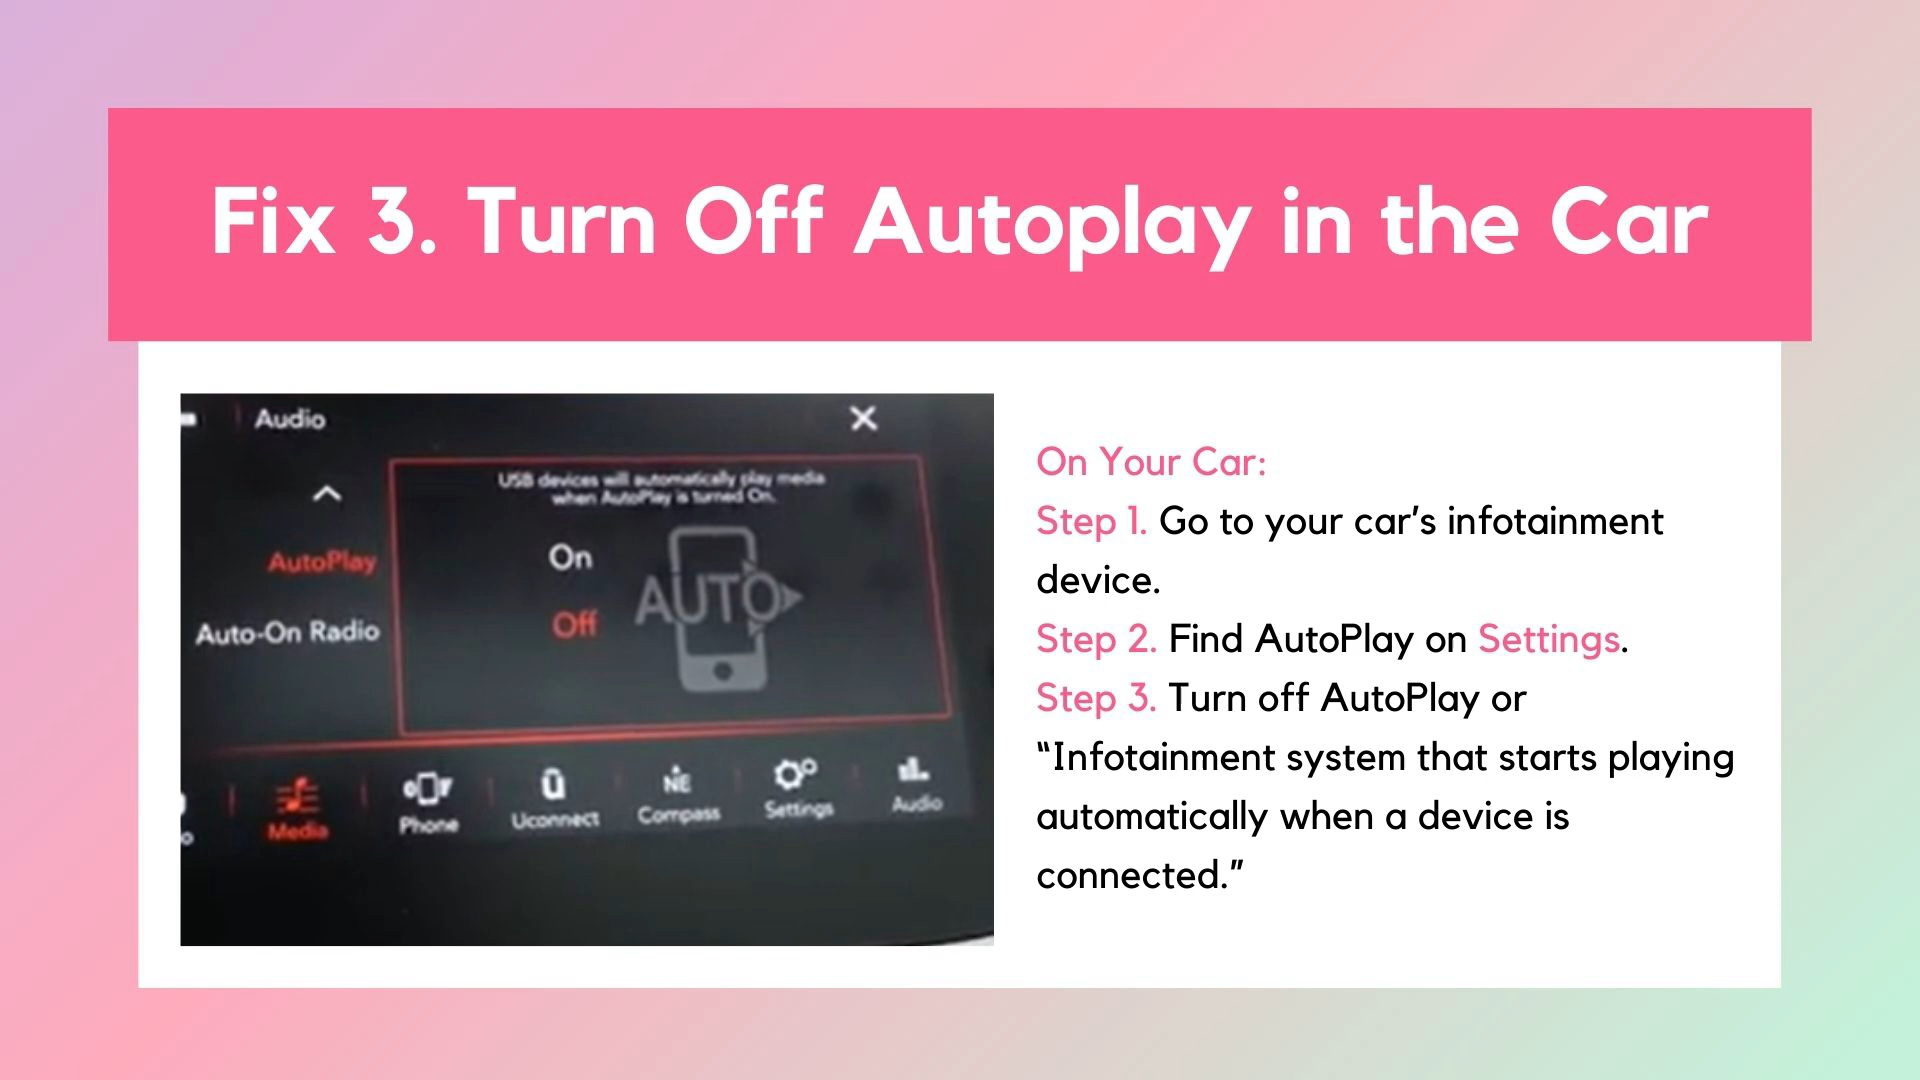 Fix 3. Turn Off Autoplay in the Car
Audio
USB devices will automatically play media
when AutoPlay is turned On.
AutoPlay
On
Auto-On Radio
Off
AUTO
Media
Phone
Uconnect
NE
Compass
Settings
Audio
On Your Car:
Step 1. Go to your car’s infotainment
device.
Step 2. Find AutoPlay on Settings.
Step 3. Turn off AutoPlay or
“Infotainment system that starts playing
automatically when a device is
connected.”